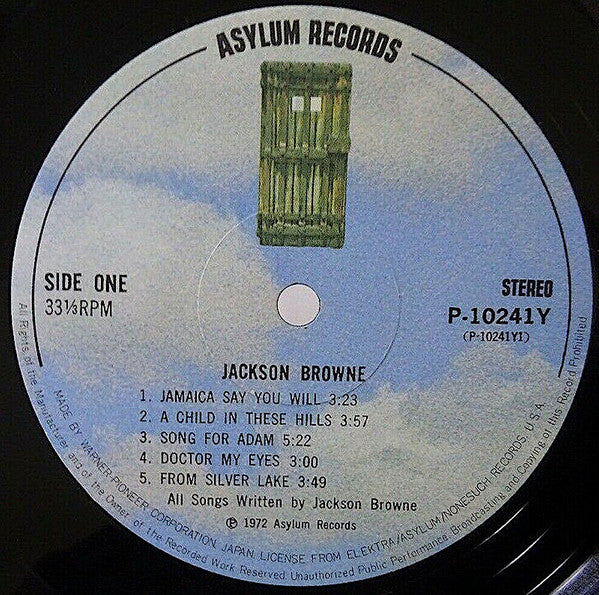 ASYLUM RECORDS
SIDE ONE
33⅓RPM
STEREO
P-10241Y
(P-10241Y1)
JACKSON BROWNE
1. JAMAICA SAY YOU WILL 3:23
2. A CHILD IN THESE HILLS 3:57
3. SONG FOR ADAM 5:22
4. DOCTOR MY EYES 3:00
5. FROM SILVER LAKE 3:49
All Songs Written by Jackson Browne
℗ 1972 Asylum Records
MADE BY WARNER-PIONEER CORPORATION, JAPAN. LICENSE FROM ELEKTRA/ASYLUM/NONESUCH RECORDS, U.S.A.
All Rights of the Manufacturer and of the Owner of the Recorded Work Reserved. Unauthorized Public Performance, Broadcasting and Copying of this Record Prohibited